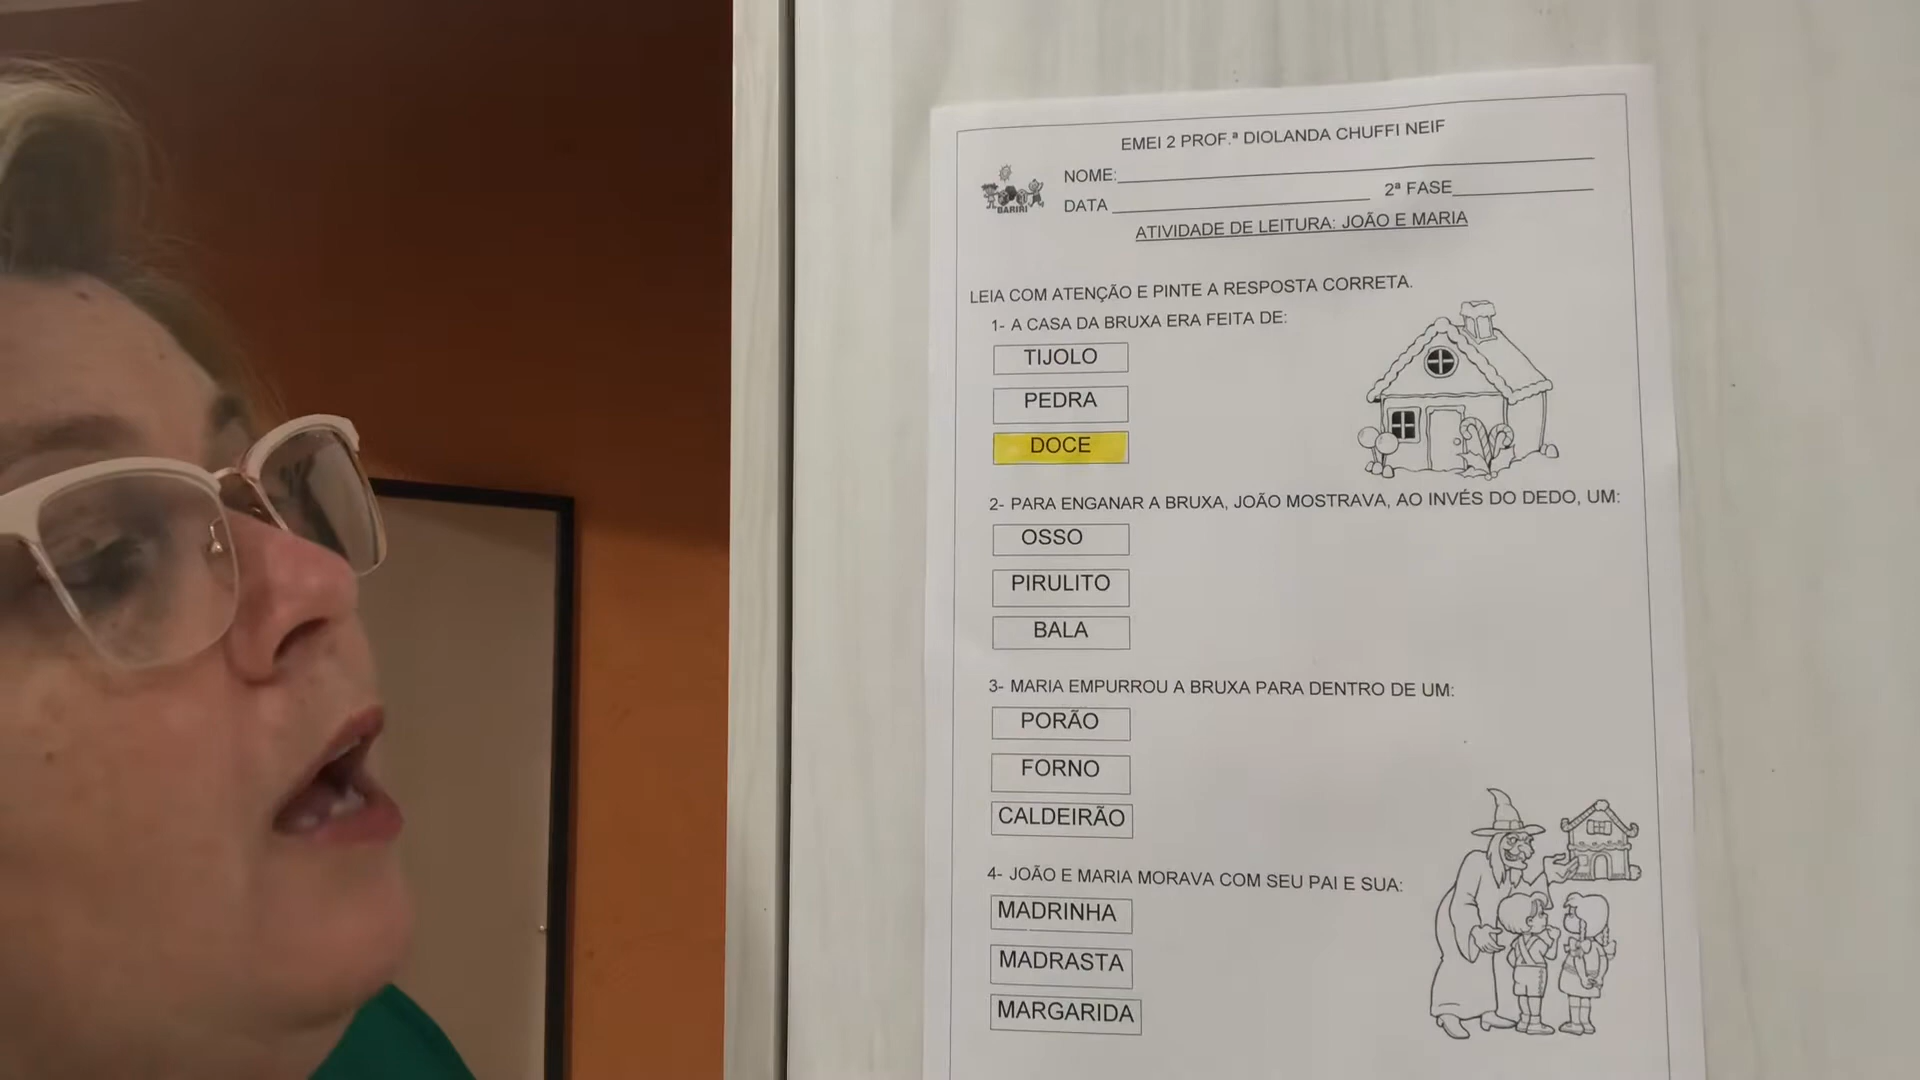 EMEI 2 PROF.ª DIOLANDA CHUFFI NEIF
NOME:
DATA 2ª FASE
BARIRI
ATIVIDADE DE LEITURA: JOÃO E MARIA
LEIA COM ATENÇÃO E PINTE A RESPOSTA CORRETA.
1- A CASA DA BRUXA ERA FEITA DE:
TIJOLO
PEDRA
DOCE
2- PARA ENGANAR A BRUXA, JOÃO MOSTRAVA, AO INVÉS DO DEDO, UM:
OSSO
PIRULITO
BALA
3- MARIA EMPURROU A BRUXA PARA DENTRO DE UM:
PORÃO
FORNO
CALDEIRÃO
4- JOÃO E MARIA MORAVA COM SEU PAI E SUA:
MADRINHA
MADRASTA
MARGARIDA